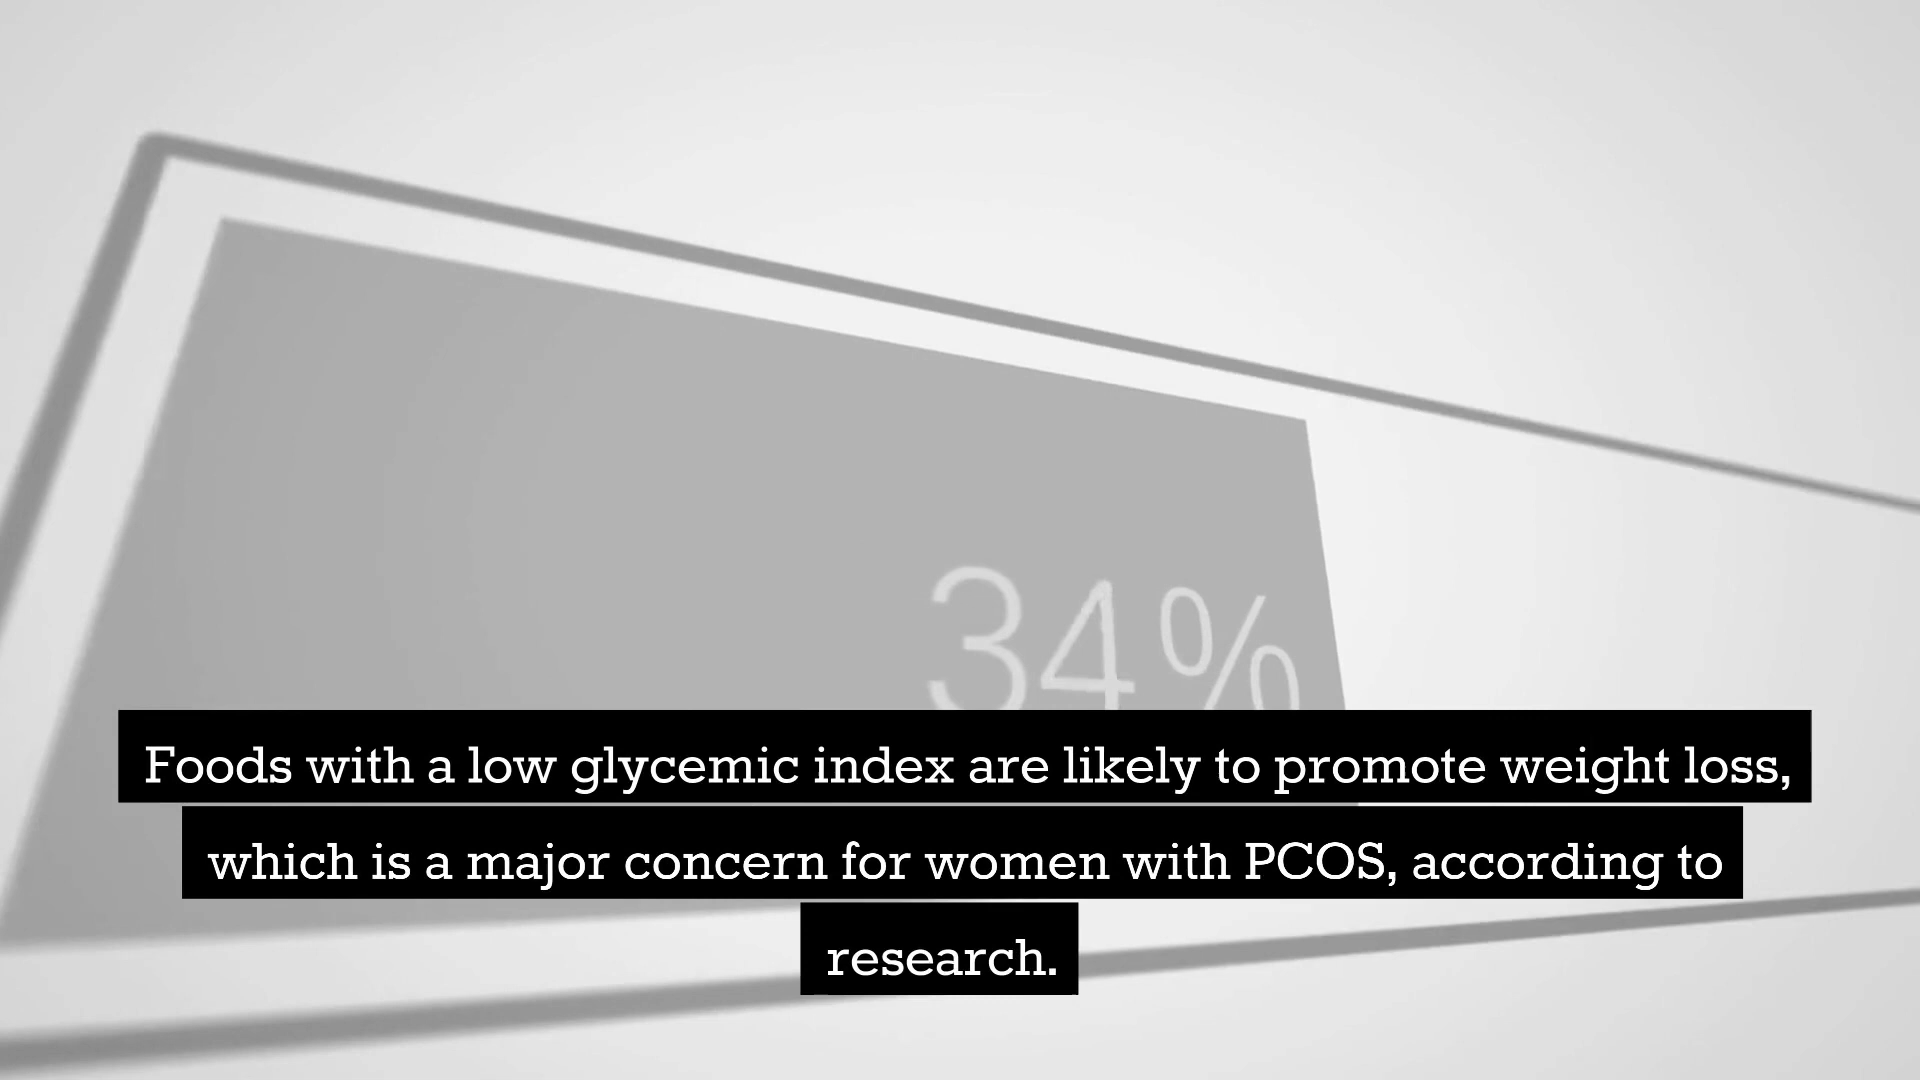 34%
Foods with a low glycemic index are likely to promote weight loss,
which is a major concern for women with PCOS, according to
research.